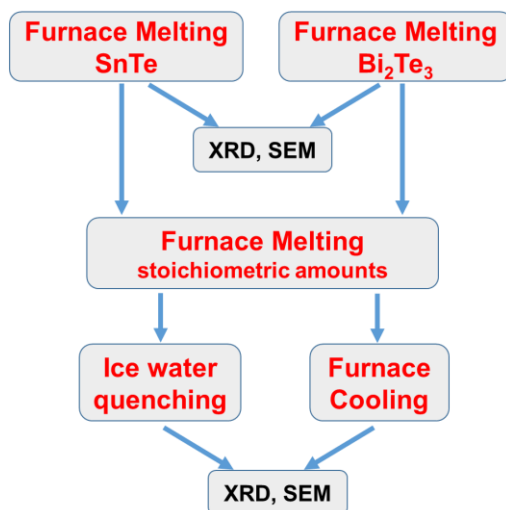 Furnace Melting
SnTe
Furnace Melting
Bi₂Te₃
XRD, SEM
Furnace Melting
stoichiometric amounts
Ice water
quenching
Furnace
Cooling
XRD, SEM